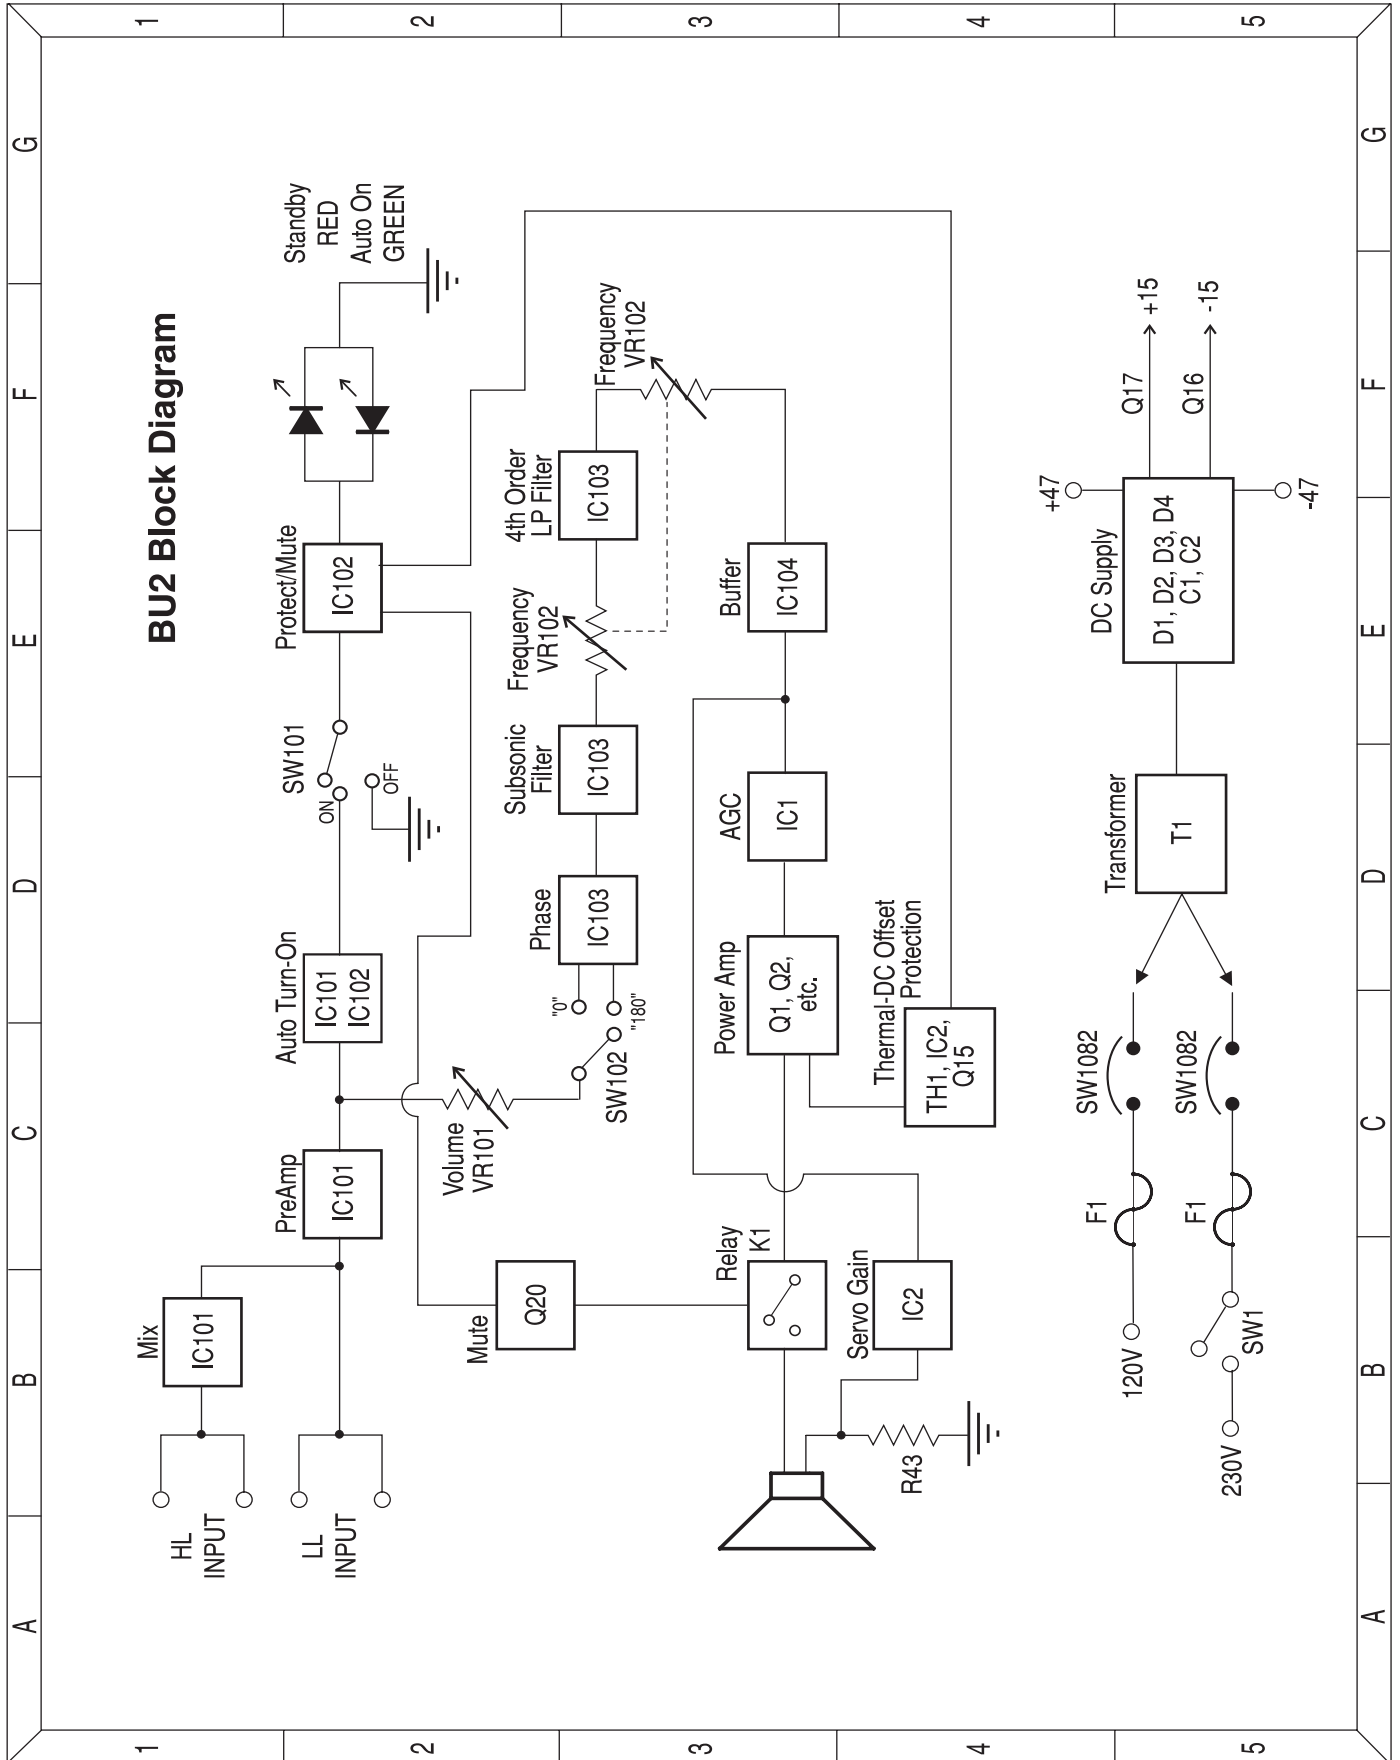 1
2
3
4
5
G
F
E
D
C
B
A
BU2 Block Diagram
HL
INPUT
LL
INPUT
Mix
IC101
PreAmp
IC101
Auto Turn-On
IC101
IC102
SW101
ON
OFF
Protect/Mute
IC102
Standby
RED
Auto On
GREEN
Volume
VR101
SW102
"0"
"180"
Phase
IC103
Subsonic
Filter
IC103
Frequency
VR102
4th Order
LP Filter
IC103
Frequency
VR102
Mute
Q20
Relay
K1
Power Amp
Q1, Q2,
etc.
AGC
IC1
Buffer
IC104
Servo Gain
IC2
R43
Thermal-DC Offset
Protection
TH1, IC2,
Q15
120V
230V
SW1
F1
F1
SW1082
SW1082
Transformer
T1
DC Supply
D1, D2, D3, D4
C1, C2
+47
-47
Q17
+15
Q16
-15
A
B
C
D
E
F
G
1
2
3
4
5